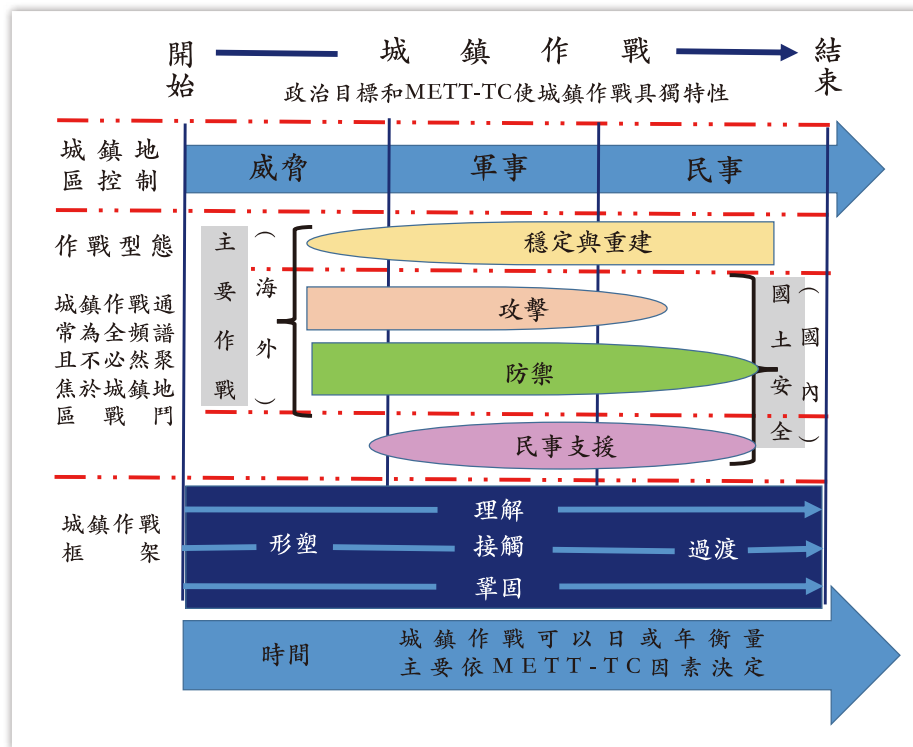 開始
城鎮作戰
結束
政治目標和METT-TC使城鎮作戰具獨特性
城鎮地
區控制
威脅
軍事
民事
作戰型態
主要作戰
（海外）
穩定與重建
城鎮作戰通
常為全頻譜
且不必然聚
焦於城鎮地
區戰鬥
攻擊
防禦
民事支援
國土安全
（國內）
城鎮作戰
框架
理解
形塑
接觸
過渡
鞏固
時間
城鎮作戰可以日或年衡量
主要依METT-TC因素決定